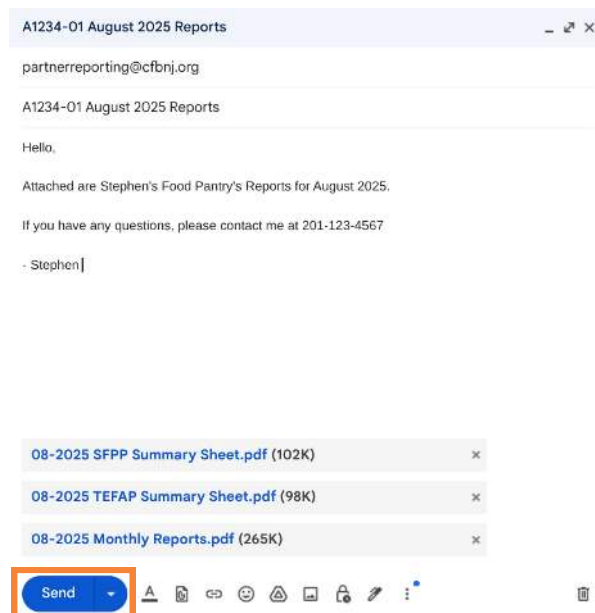 A1234-01 August 2025 Reports
partnerreporting@cfbnj.org
A1234-01 August 2025 Reports
Hello,
Attached are Stephen's Food Pantry's Reports for August 2025.
If you have any questions, please contact me at 201-123-4567
- Stephen
08-2025 SFPP Summary Sheet.pdf (102K)
08-2025 TEFAP Summary Sheet.pdf (98K)
08-2025 Monthly Reports.pdf (265K)
Send